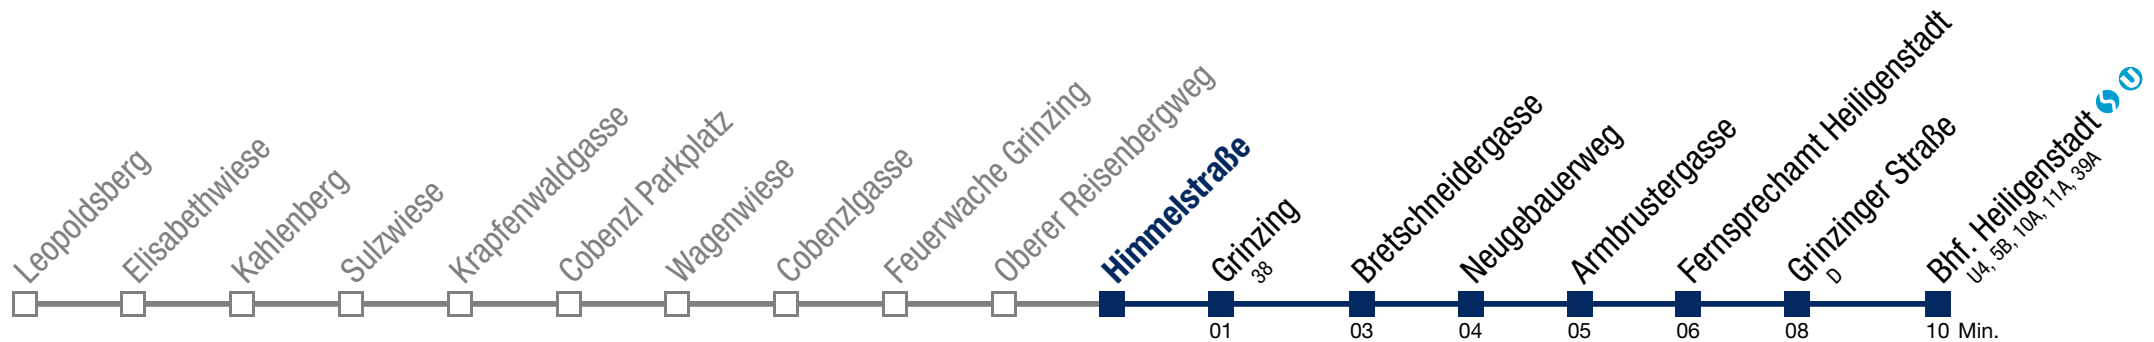 Leopoldsberg
Elisabethwiese
Kahlenberg
Sulzwiese
Krapfenwaldgasse
Cobenzl Parkplatz
Wagenwiese
Cobenzlgasse
Feuerwache Grinzing
Oberer Reisenbergweg
Himmelstraße
Grinzing
38
Bretschneidergasse
Neugebauerweg
Armbrustergasse
Fernsprechamt Heiligenstadt
Grinzinger Straße
D
Bhf. Heiligenstadt S U
U4, 5B, 10A, 11A, 39A
01 03 04 05 06 08 10 Min.